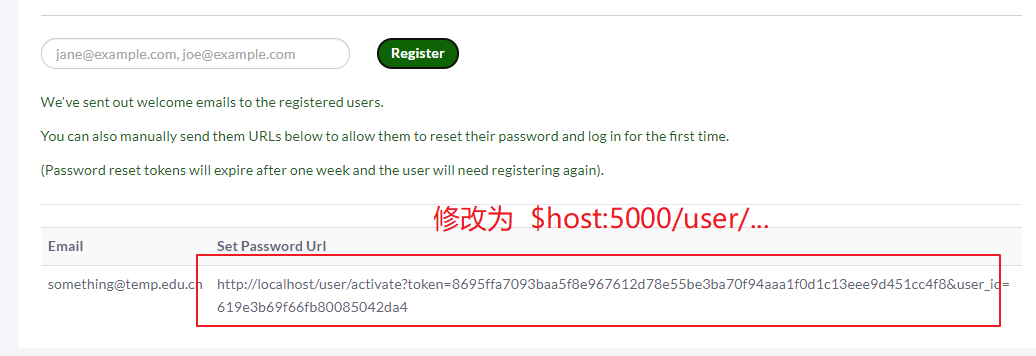 jane@example.com, joe@example.com
Register
We've sent out welcome emails to the registered users.
You can also manually send them URLs below to allow them to reset their password and log in for the first time.
(Password reset tokens will expire after one week and the user will need registering again).
修改为 $host:5000/user/...
Email Set Password Url
something@temp.edu.cn http://localhost/user/activate?token=8695ffa7093baa5f8e967612d78e55be3ba70f94aaa1f0d1c13eee9d451cc4f8&user_id=
619e3b69f66fb80085042da4